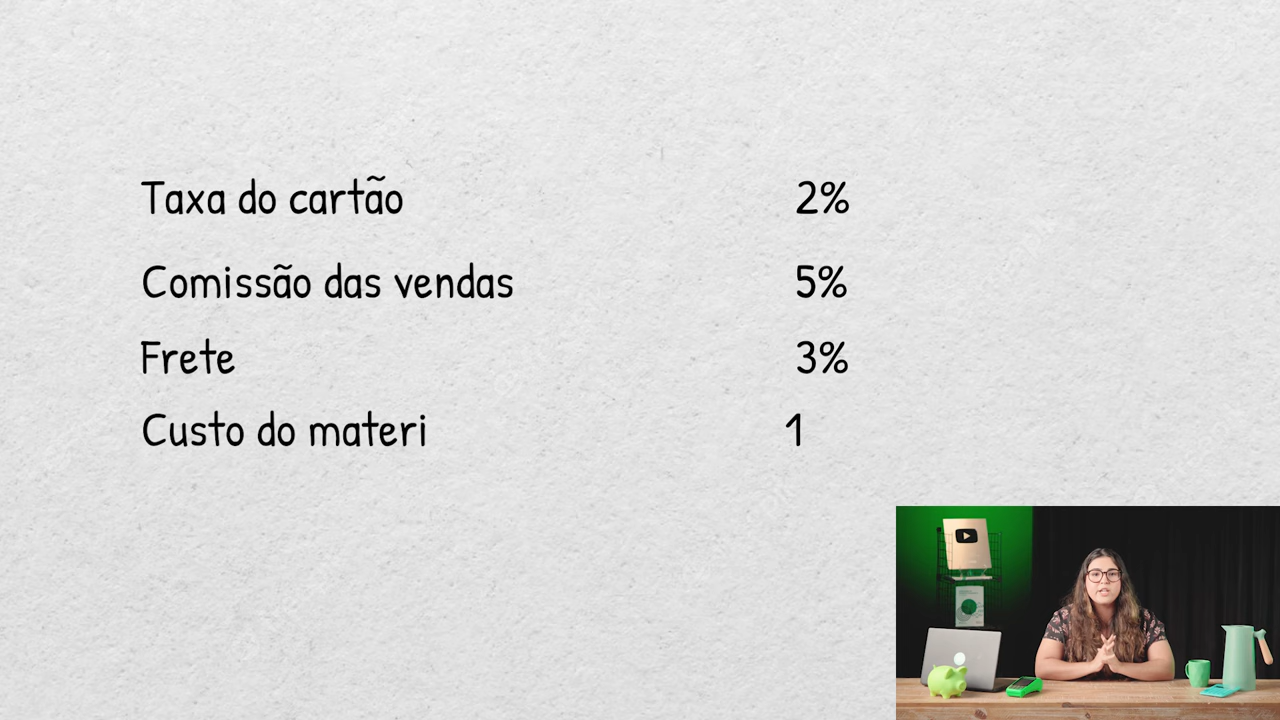 Taxa do cartão 2%
Comissão das vendas 5%
Frete 3%
Custo do materi 1